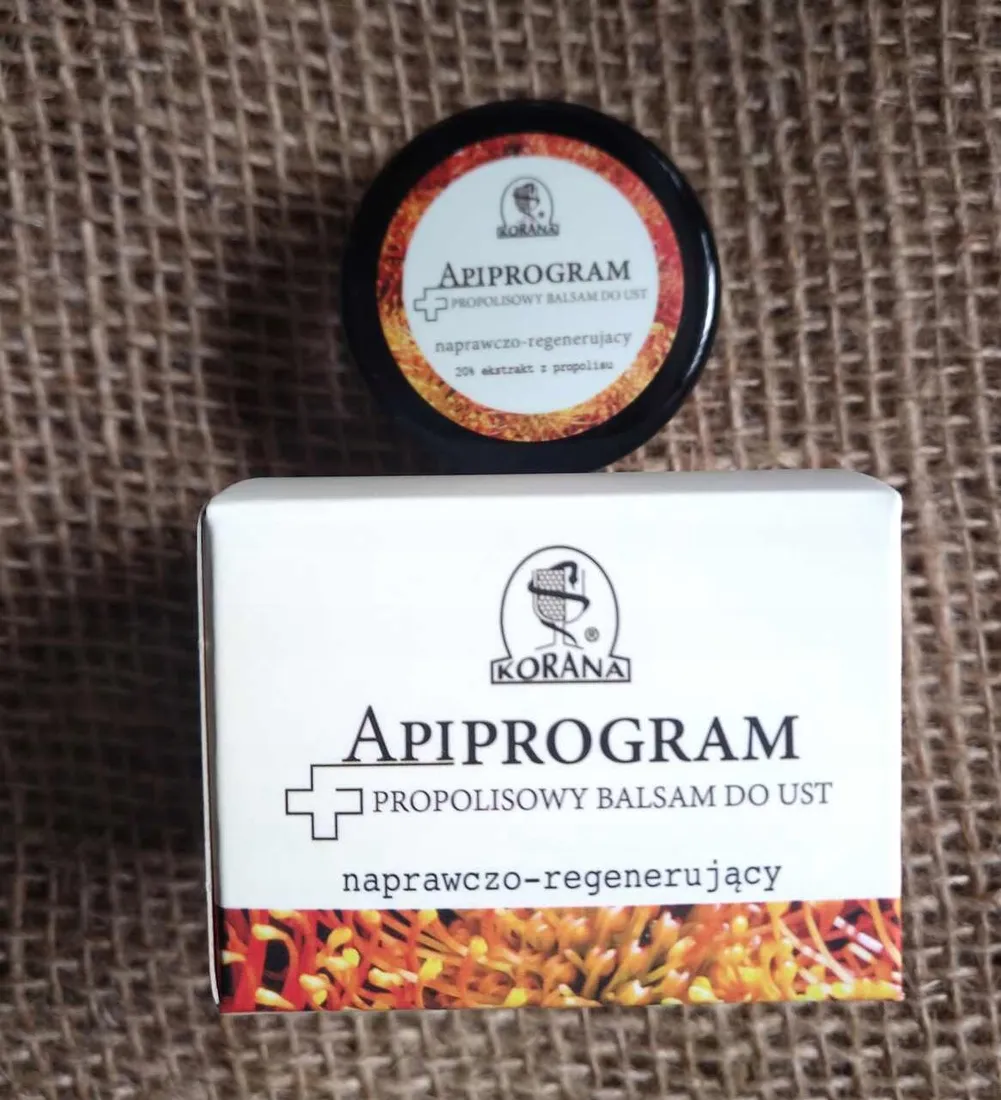 KORANA
APIPROGRAM
PROPOLISOWY BALSAM DO UST
naprawczo-regenerujący
20% ekstrakt z propolisu
®
KORANA
APIPROGRAM
PROPOLISOWY BALSAM DO UST
naprawczo-regenerujący